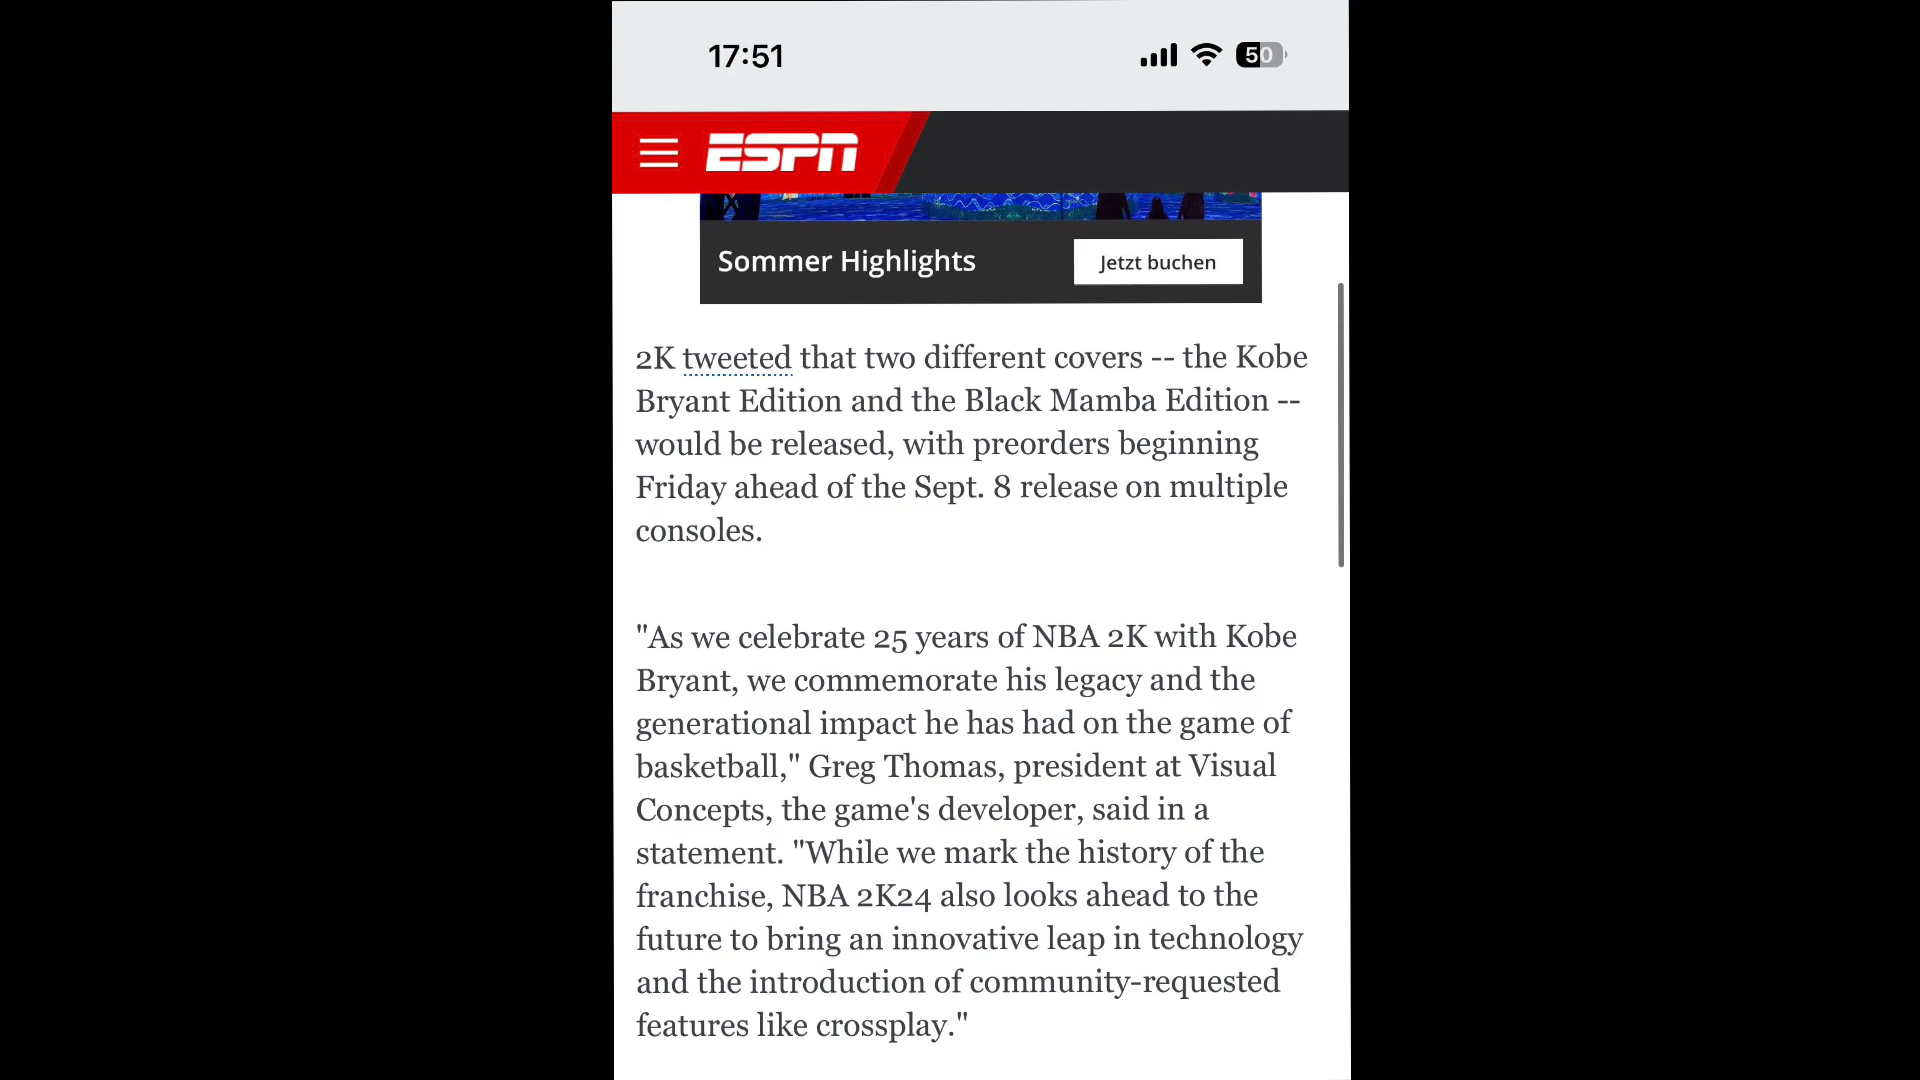 17:51
50
ESPN
Sommer Highlights
Jetzt buchen
2K tweeted that two different covers -- the Kobe
Bryant Edition and the Black Mamba Edition --
would be released, with preorders beginning
Friday ahead of the Sept. 8 release on multiple
consoles.
"As we celebrate 25 years of NBA 2K with Kobe
Bryant, we commemorate his legacy and the
generational impact he has had on the game of
basketball," Greg Thomas, president at Visual
Concepts, the game's developer, said in a
statement. "While we mark the history of the
franchise, NBA 2K24 also looks ahead to the
future to bring an innovative leap in technology
and the introduction of community-requested
features like crossplay."